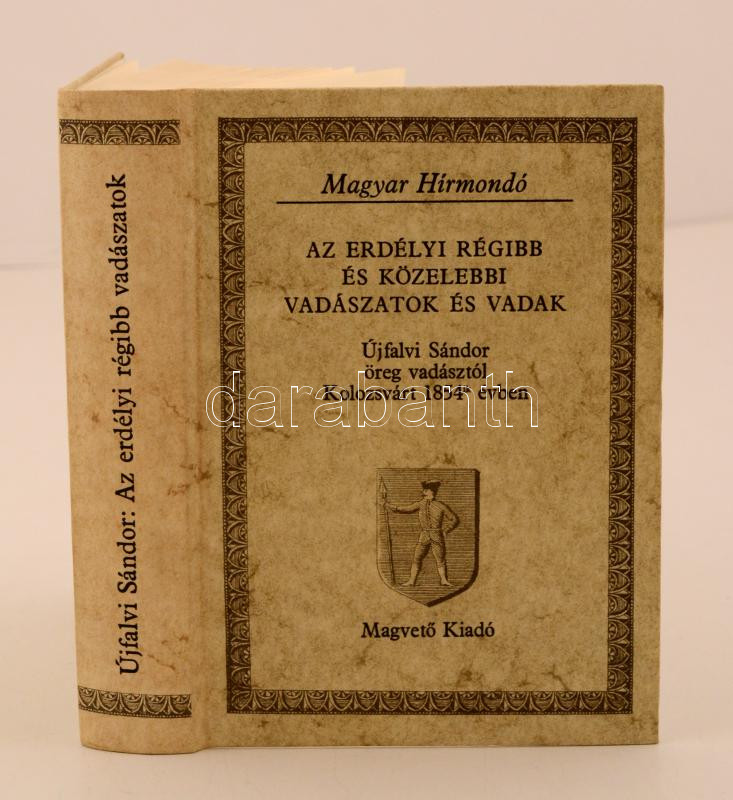 Újfalvi Sándor: Az erdélyi régibb vadászatok
Magyar Hírmondó
AZ ERDÉLYI RÉGIBB
ÉS KÖZELEBBI
VADÁSZATOK ÉS VADAK
Újfalvi Sándor
öreg vadásztól
Kolozsvárt 1854ik évben
darabanth
Magvető Kiadó